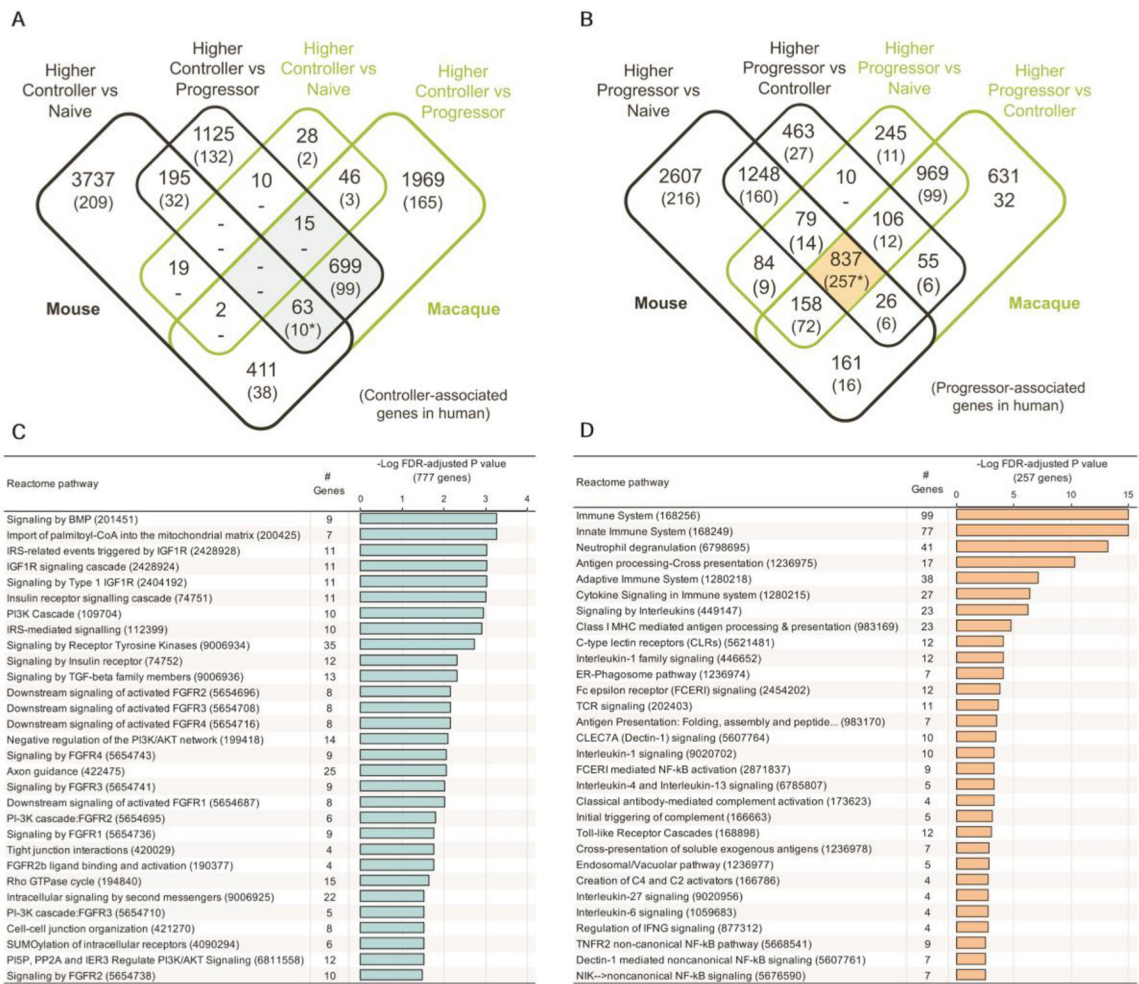 A
Higher
Controller vs
Naive
Higher
Controller vs
Progressor
Higher
Controller vs
Naive
Higher
Controller vs
Progressor
1125
(132)
28
(2)
3737
(209)
195
(32)
10
-
46
(3)
1969
(165)
-
-
15
-
19
-
-
-
699
(99)
Mouse
2
-
63
(10*)
Macaque
411
(38)
(Controller-associated
genes in human)
B
Higher
Progressor vs
Naive
Higher
Progressor vs
Controller
Higher
Progressor vs
Naive
Higher
Progressor vs
Controller
463
(27)
245
(11)
2607
(216)
1248
(160)
10
-
969
(99)
631
32
79
(14)
106
(12)
84
(9)
837
(257*)
55
(6)
Mouse
158
(72)
26
(6)
Macaque
161
(16)
(Progressor-associated
genes in human)
C
Reactome pathway # Genes -Log FDR-adjusted P value
(777 genes)
0 1 2 3 4
Signaling by BMP (201451) 9
Import of palmitoyl-CoA into the mitochondrial matrix (200425) 7
IRS-related events triggered by IGF1R (2428928) 11
IGF1R signaling cascade (2428924) 11
Signaling by Type 1 IGF1R (2404192) 11
Insulin receptor signalling cascade (74751) 11
PI3K Cascade (109704) 10
IRS-mediated signalling (112399) 10
Signaling by Receptor Tyrosine Kinases (9006934) 35
Signaling by Insulin receptor (74752) 12
Signaling by TGF-beta family members (9006936) 13
Downstream signaling of activated FGFR2 (5654696) 8
Downstream signaling of activated FGFR3 (5654708) 8
Downstream signaling of activated FGFR4 (5654716) 8
Negative regulation of the PI3K/AKT network (199418) 14
Signaling by FGFR4 (5654743) 9
Axon guidance (422475) 25
Signaling by FGFR3 (5654741) 9
Downstream signaling of activated FGFR1 (5654687) 8
PI-3K cascade:FGFR2 (5654695) 6
Signaling by FGFR1 (5654736) 9
Tight junction interactions (420029) 4
FGFR2b ligand binding and activation (190377) 4
Rho GTPase cycle (194840) 15
Intracellular signaling by second messengers (9006925) 22
PI-3K cascade:FGFR3 (5654710) 5
Cell-cell junction organization (421270) 8
SUMOylation of intracellular receptors (4090294) 6
PI5P, PP2A and IER3 Regulate PI3K/AKT Signaling (6811558) 12
Signaling by FGFR2 (5654738) 10
D
Reactome pathway # Genes -Log FDR-adjusted P value
(257 genes)
0 5 10 15
Immune System (168256) 99
Innate Immune System (168249) 77
Neutrophil degranulation (6798695) 41
Antigen processing-Cross presentation (1236975) 17
Adaptive Immune System (1280218) 38
Cytokine Signaling in Immune system (1280215) 27
Signaling by Interleukins (449147) 23
Class I MHC mediated antigen processing & presentation (983169) 23
C-type lectin receptors (CLRs) (5621481) 12
Interleukin-1 family signaling (446652) 12
ER-Phagosome pathway (1236974) 7
Fc epsilon receptor (FCERI) signaling (2454202) 12
TCR signaling (202403) 11
Antigen Presentation: Folding, assembly and peptide... (983170) 7
CLEC7A (Dectin-1) signaling (5607764) 10
Interleukin-1 signaling (9020702) 10
FCERI mediated NF-kB activation (2871837) 9
Interleukin-4 and Interleukin-13 signaling (6785807) 5
Classical antibody-mediated complement activation (173623) 4
Initial triggering of complement (166663) 5
Toll-like Receptor Cascades (168898) 12
Cross-presentation of soluble exogenous antigens (1236978) 7
Endosomal/Vacuolar pathway (1236977) 5
Creation of C4 and C2 activators (166786) 4
Interleukin-27 signaling (9020956) 4
Interleukin-6 signaling (1059683) 4
Regulation of IFNG signaling (877312) 4
TNFR2 non-canonical NF-kB pathway (5668541) 9
Dectin-1 mediated noncanonical NF-kB signaling (5607761) 7
NIK-->noncanonical NF-kB signaling (5676590) 7